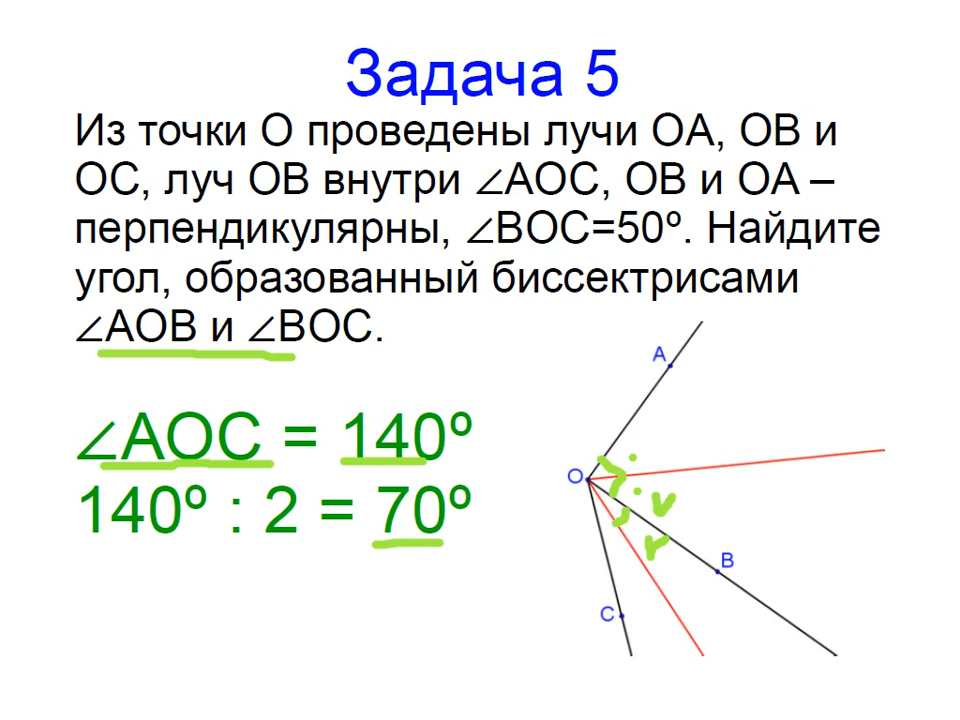 Задача 5
Из точки О проведены лучи ОА, ОВ и
ОС, луч ОВ внутри ∠АОС, ОВ и ОА –
перпендикулярны, ∠ВОС=50º. Найдите
угол, образованный биссектрисами
∠АОВ и ∠ВОС.
∠АОС = 140º
140º : 2 = 70º
A
O
B
C